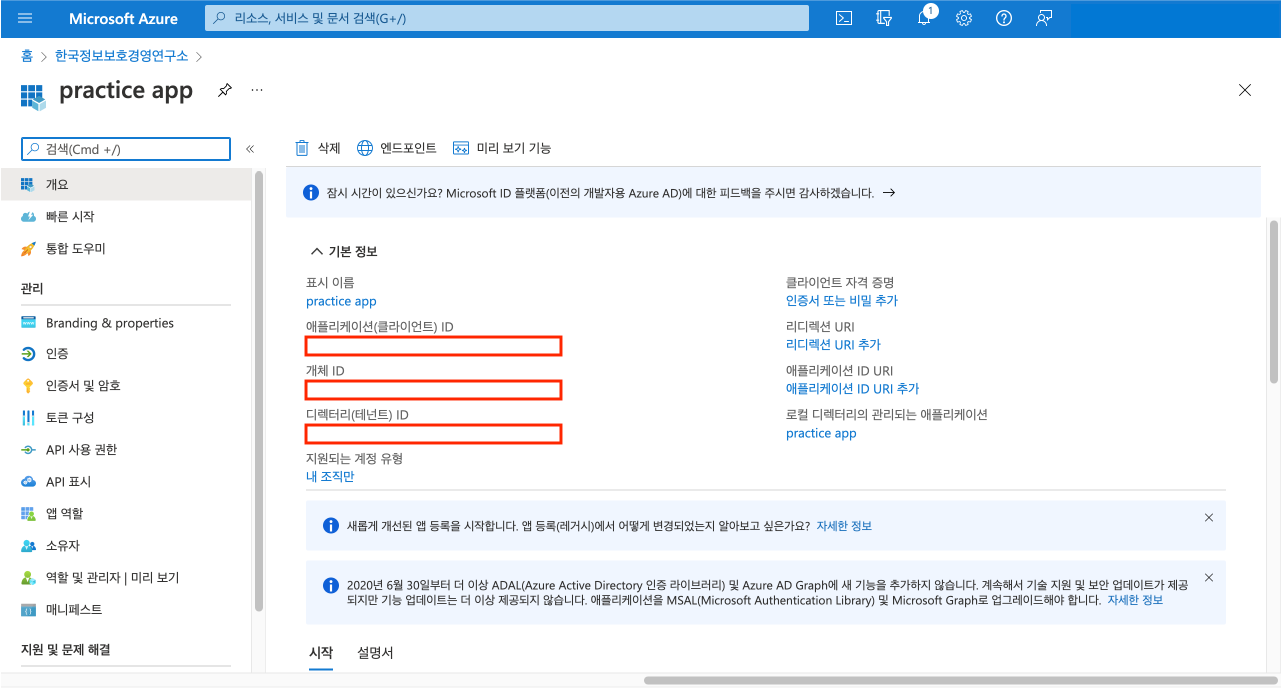 Microsoft Azure
리소스, 서비스 및 문서 검색(G+/)
1
홈 > 한국정보보호경영연구소 >
practice app
...
검색(Cmd +/)
«
개요
빠른 시작
통합 도우미
관리
Branding & properties
인증
인증서 및 암호
토큰 구성
API 사용 권한
API 표시
앱 역할
소유자
역할 및 관리자 | 미리 보기
매니페스트
지원 및 문제 해결
삭제
엔드포인트
미리 보기 기능
잠시 시간이 있으신가요? Microsoft ID 플랫폼(이전의 개발자용 Azure AD)에 대한 피드백을 주시면 감사하겠습니다. →
기본 정보
표시 이름
practice app
애플리케이션(클라이언트) ID
개체 ID
디렉터리(테넌트) ID
지원되는 계정 유형
내 조직만
클라이언트 자격 증명
인증서 또는 비밀 추가
리디렉션 URI
리디렉션 URI 추가
애플리케이션 ID URI
애플리케이션 ID URI 추가
로컬 디렉터리의 관리되는 애플리케이션
practice app
새롭게 개선된 앱 등록을 시작합니다. 앱 등록(레거시)에서 어떻게 변경되었는지 알아보고 싶은가요? 자세한 정보
2020년 6월 30일부터 더 이상 ADAL(Azure Active Directory 인증 라이브러리) 및 Azure AD Graph에 새 기능을 추가하지 않습니다. 계속해서 기술 지원 및 보안 업데이트가 제공
되지만 기능 업데이트는 더 이상 제공되지 않습니다. 애플리케이션을 MSAL(Microsoft Authentication Library) 및 Microsoft Graph로 업그레이드해야 합니다. 자세한 정보
시작
설명서